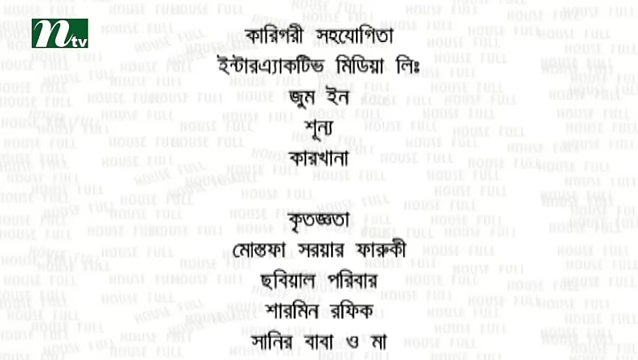 ntv
কারিগরী সহযোগিতা
ইন্টারএ্যাকটিভ মিডিয়া লিঃ
জুম ইন
শূন্য
কারখানা
কৃতজ্ঞতা
মোস্তফা সরয়ার ফারুকী
ছবিয়াল পরিবার
শারমিন রফিক
সানির বাবা ও মা
HOUSE FULL